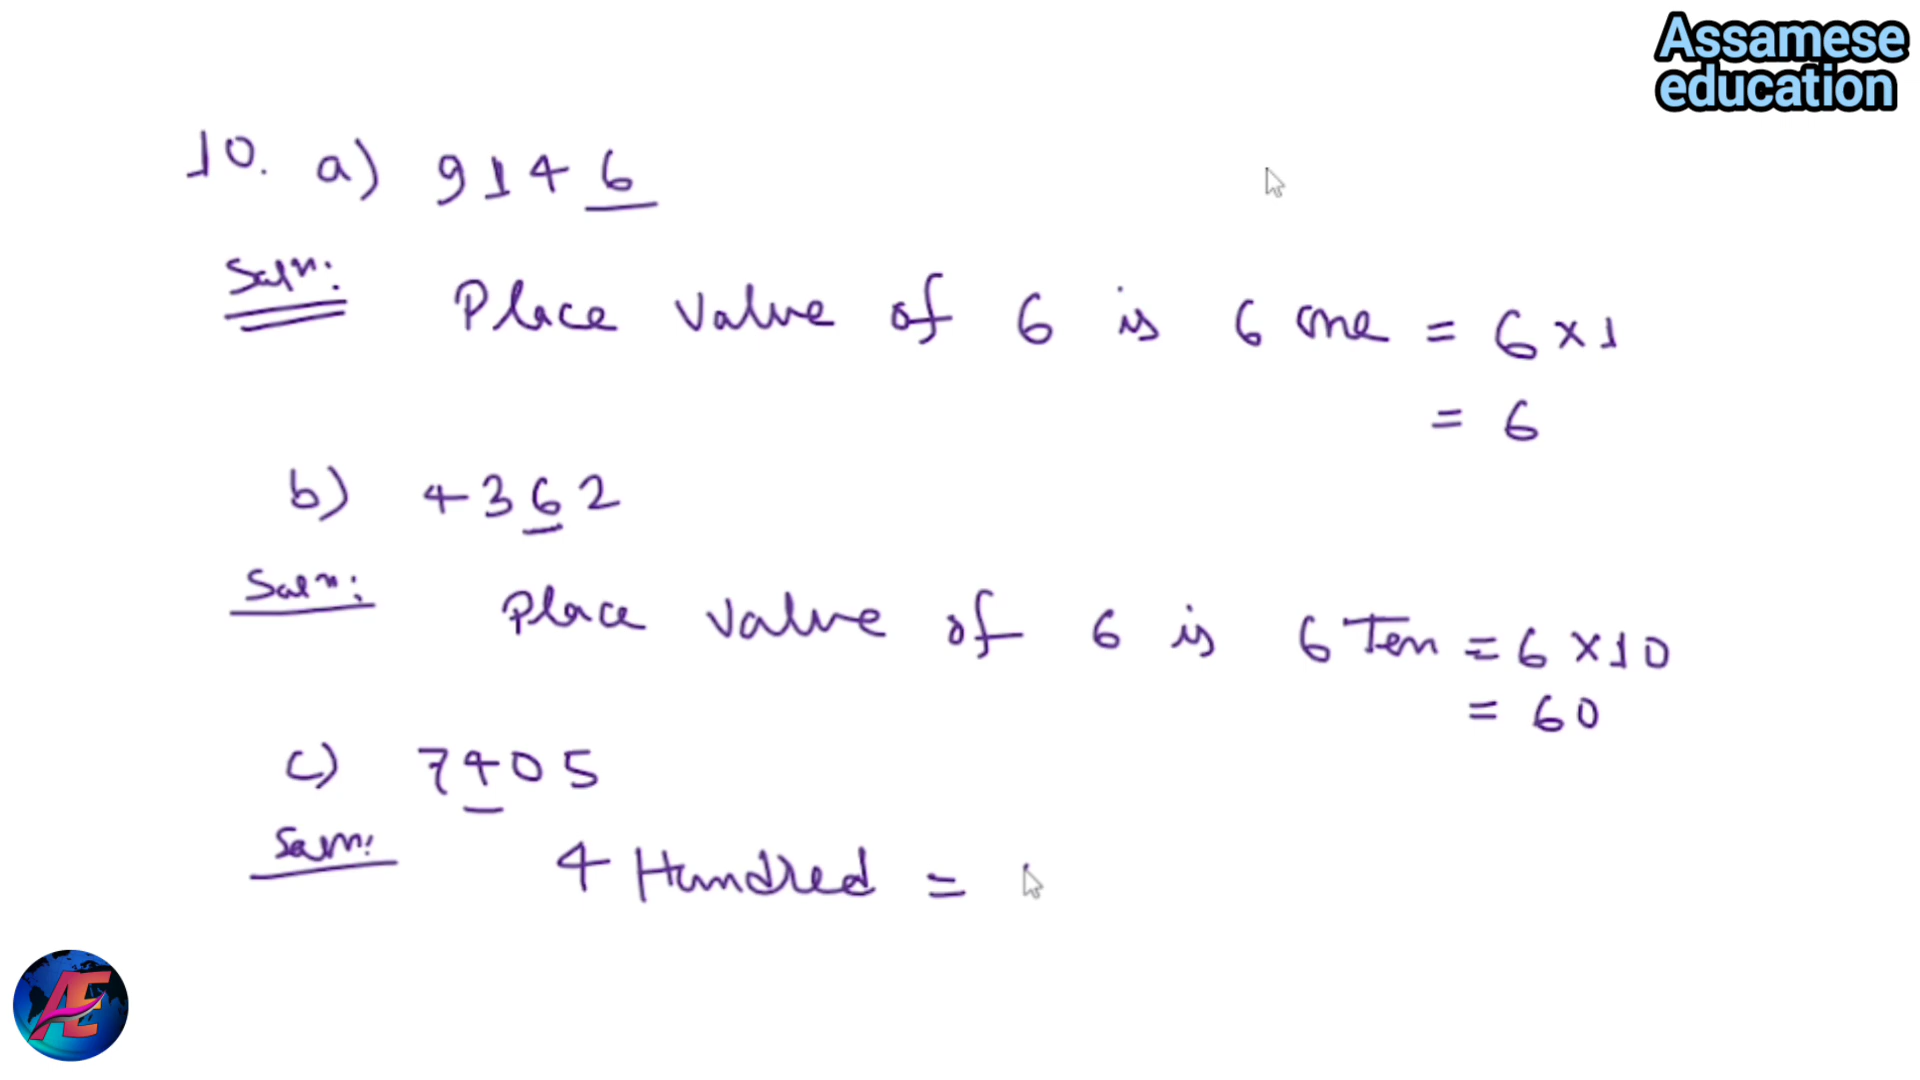 Assamese
education
10. a) 9146
Soln: Place value of 6 is 6 one = 6 × 1
= 6
b) 4362
Soln: Place value of 6 is 6 Ten = 6 × 10
= 60
c) 7405
Soln: 4 Hundred =
AE